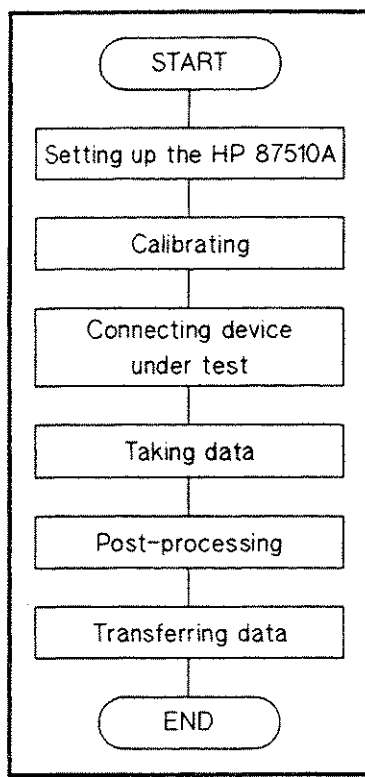 START
Setting up the HP 87510A
Calibrating
Connecting device
under test
Taking data
Post-processing
Transferring data
END